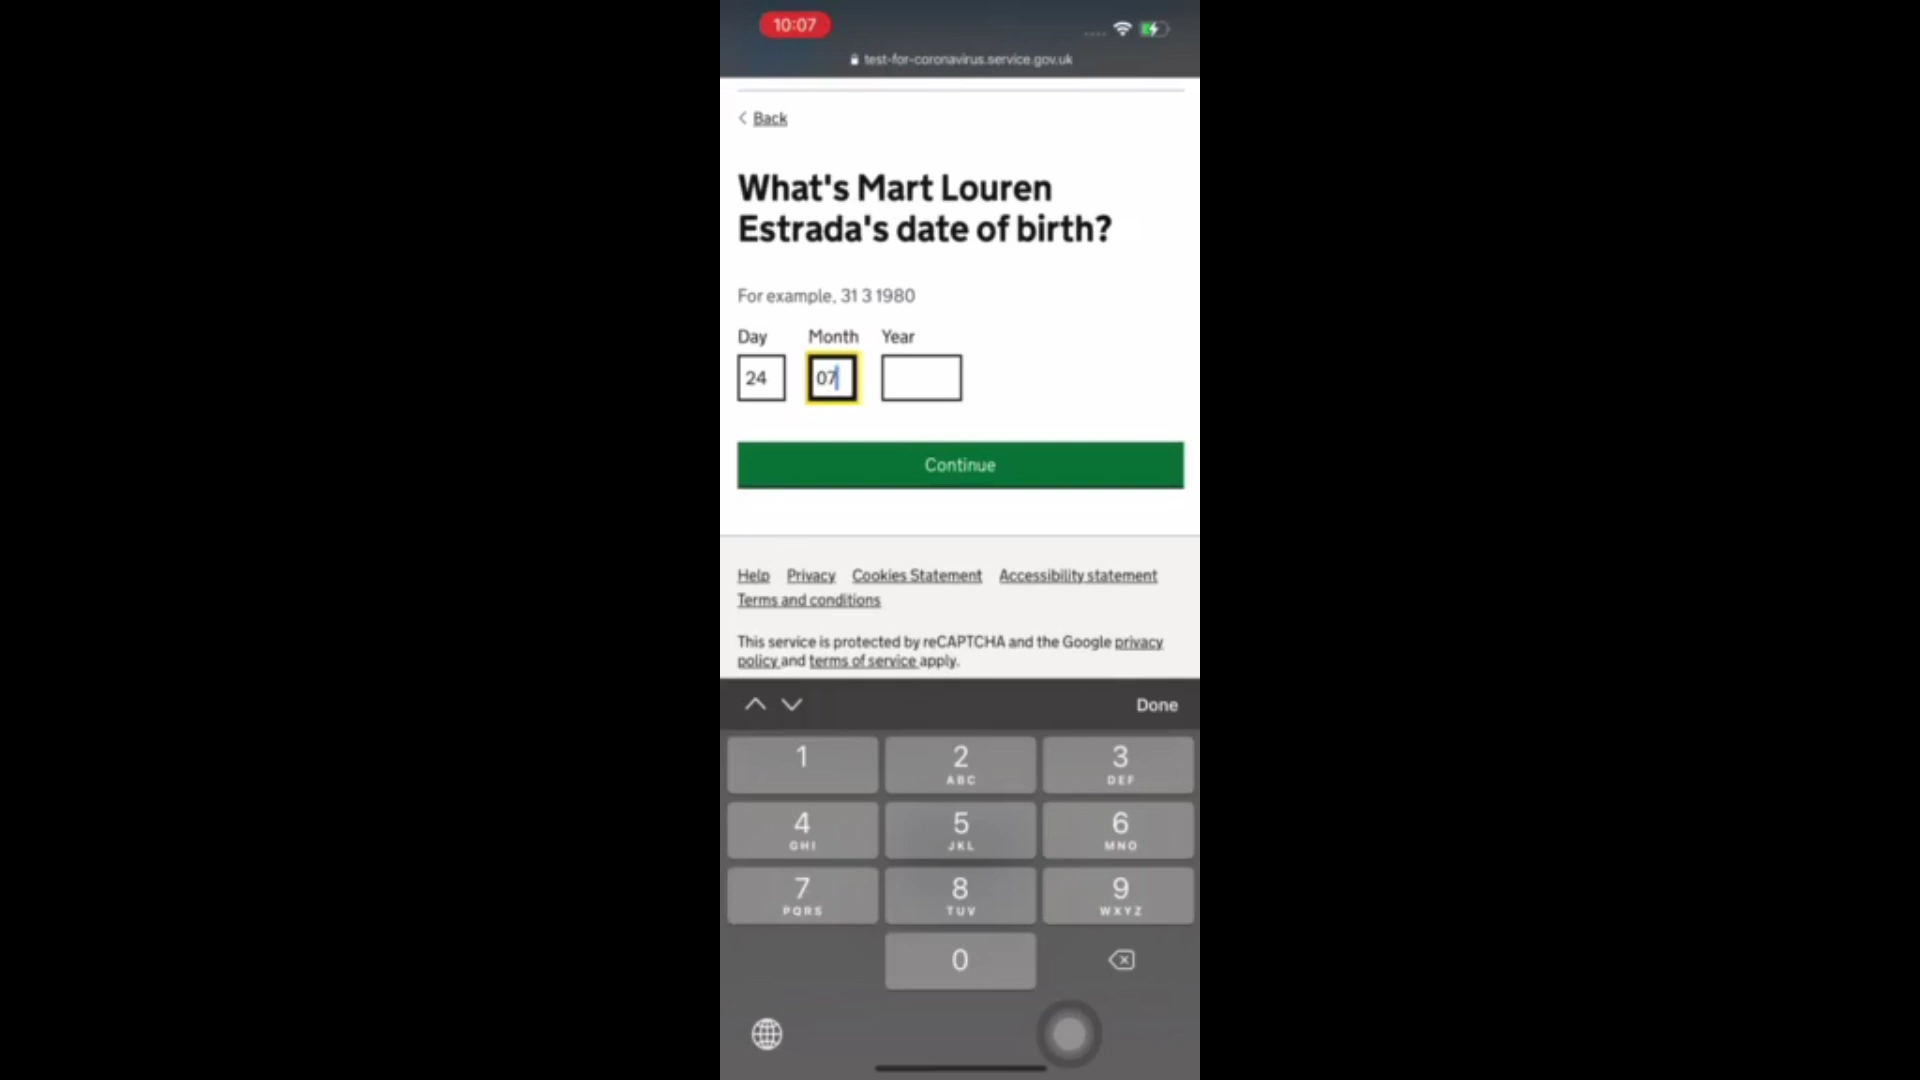 10:07
test-for-coronavirus.service.gov.uk
Back
What's Mart Louren
Estrada's date of birth?
For example, 31 3 1980
Day Month Year
24 07
Continue
Help Privacy Cookies Statement Accessibility statement
Terms and conditions
This service is protected by reCAPTCHA and the Google privacy
policy and terms of service apply.
Done
1 2 3
ABC DEF
4 5 6
GHI JKL MNO
7 8 9
PQRS TUV WXYZ
0